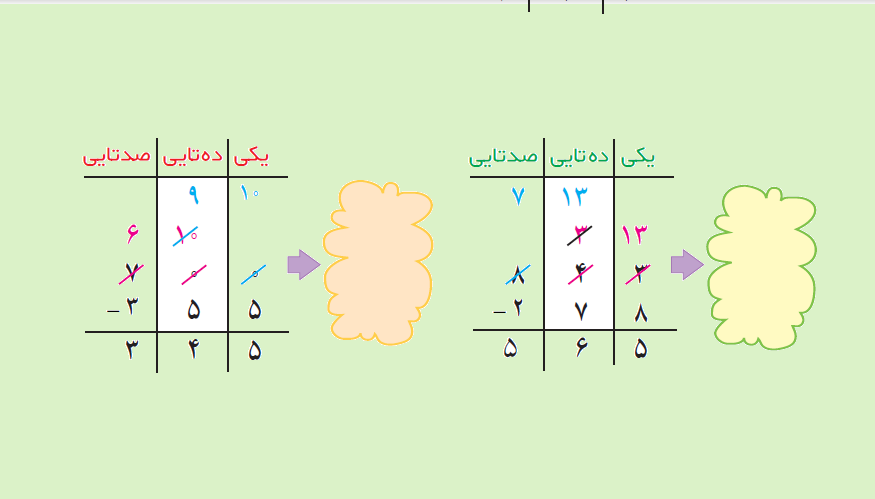 صدتایی ده‌تایی یکی
۷ ۱۳
۳ ۱۳
۸ ۴ ۳
- ۲ ۷ ۸
۵ ۶ ۵
صدتایی ده‌تایی یکی
۹ ۱۰
۶ ۱۰
۷ ۰ ۰
- ۳ ۵ ۵
۳ ۴ ۵